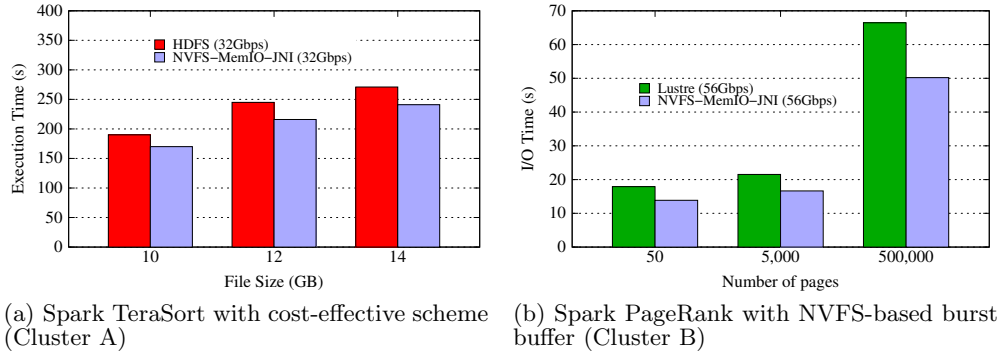 400
350
300
250
200
150
100
50
0
Execution Time (s)
HDFS (32Gbps)
NVFS−MemIO−JNI (32Gbps)
10 12 14
File Size (GB)
(a) Spark TeraSort with cost-effective scheme
(Cluster A)
70
60
50
40
30
20
10
0
I/O Time (s)
Lustre (56Gbps)
NVFS−MemIO−JNI (56Gbps)
50 5,000 500,000
Number of pages
(b) Spark PageRank with NVFS-based burst
buffer (Cluster B)